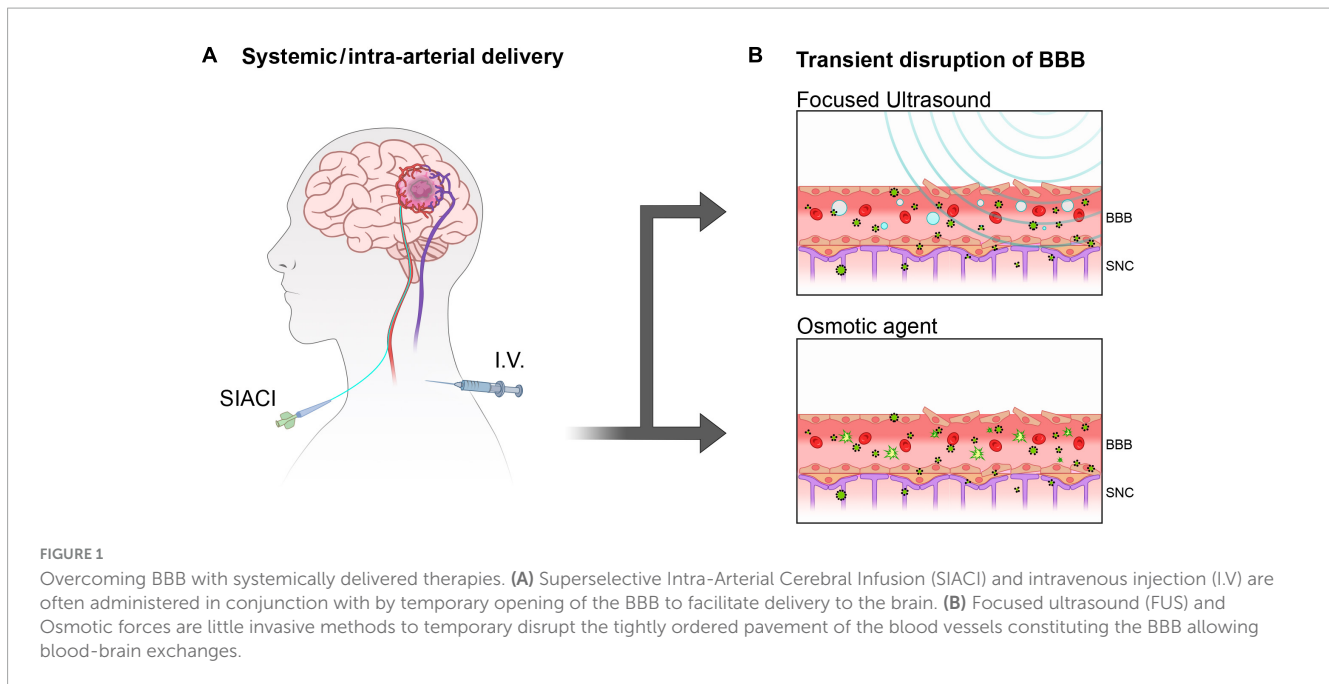 A Systemic/intra-arterial delivery
SIACI
I.V.
B Transient disruption of BBB
Focused Ultrasound
BBB
SNC
Osmotic agent
BBB
SNC
FIGURE 1
Overcoming BBB with systemically delivered therapies. (A) Superselective Intra-Arterial Cerebral Infusion (SIACI) and intravenous injection (I.V) are
often administered in conjunction with by temporary opening of the BBB to facilitate delivery to the brain. (B) Focused ultrasound (FUS) and
Osmotic forces are little invasive methods to temporary disrupt the tightly ordered pavement of the blood vessels constituting the BBB allowing
blood-brain exchanges.